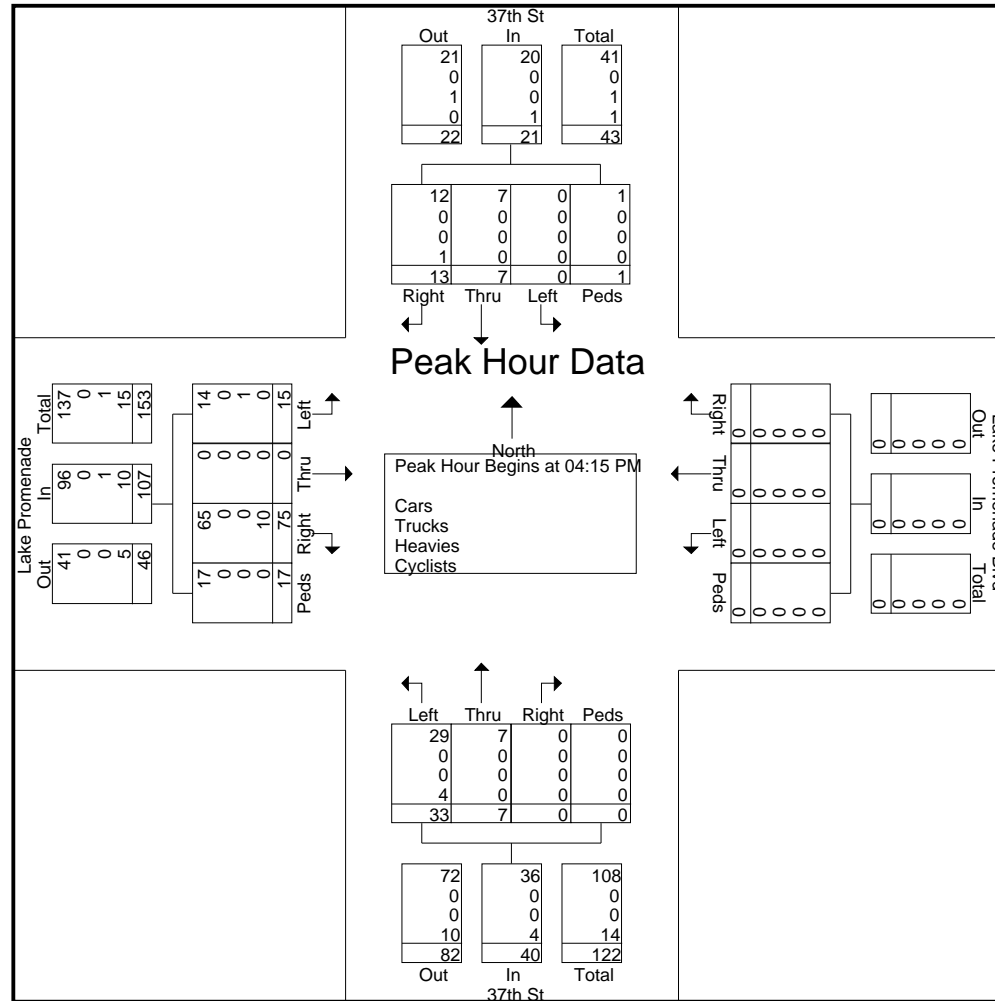 37th St
Out In Total
21 20 41
0 0 0
1 0 1
0 1 1
22 21 43
12 7 0 1
0 0 0 0
0 0 0 0
1 0 0 0
13 7 0 1
Right Thru Left Peds
Peak Hour Data
North
Peak Hour Begins at 04:15 PM
Cars
Trucks
Heavies
Cyclists
Lake Promenade
Total
137 0 1 15 153
In
96 0 1 10 107
Out
41 0 0 5 46
14 0 1 0 15
Left
0 0 0 0 0
Thru
65 0 0 10 75
Right
17 0 0 0 17
Peds
Right
0 0 0 0 0
Thru
0 0 0 0 0
Left
0 0 0 0 0
Peds
0 0 0 0 0
Out
0 0 0 0 0
In
0 0 0 0 0
Total
0 0 0 0 0
Left Thru Right Peds
29 7 0 0
0 0 0 0
0 0 0 0
4 0 0 0
33 7 0 0
72 36 108
0 0 0
0 0 0
10 4 14
82 40 122
Out In Total
37th St